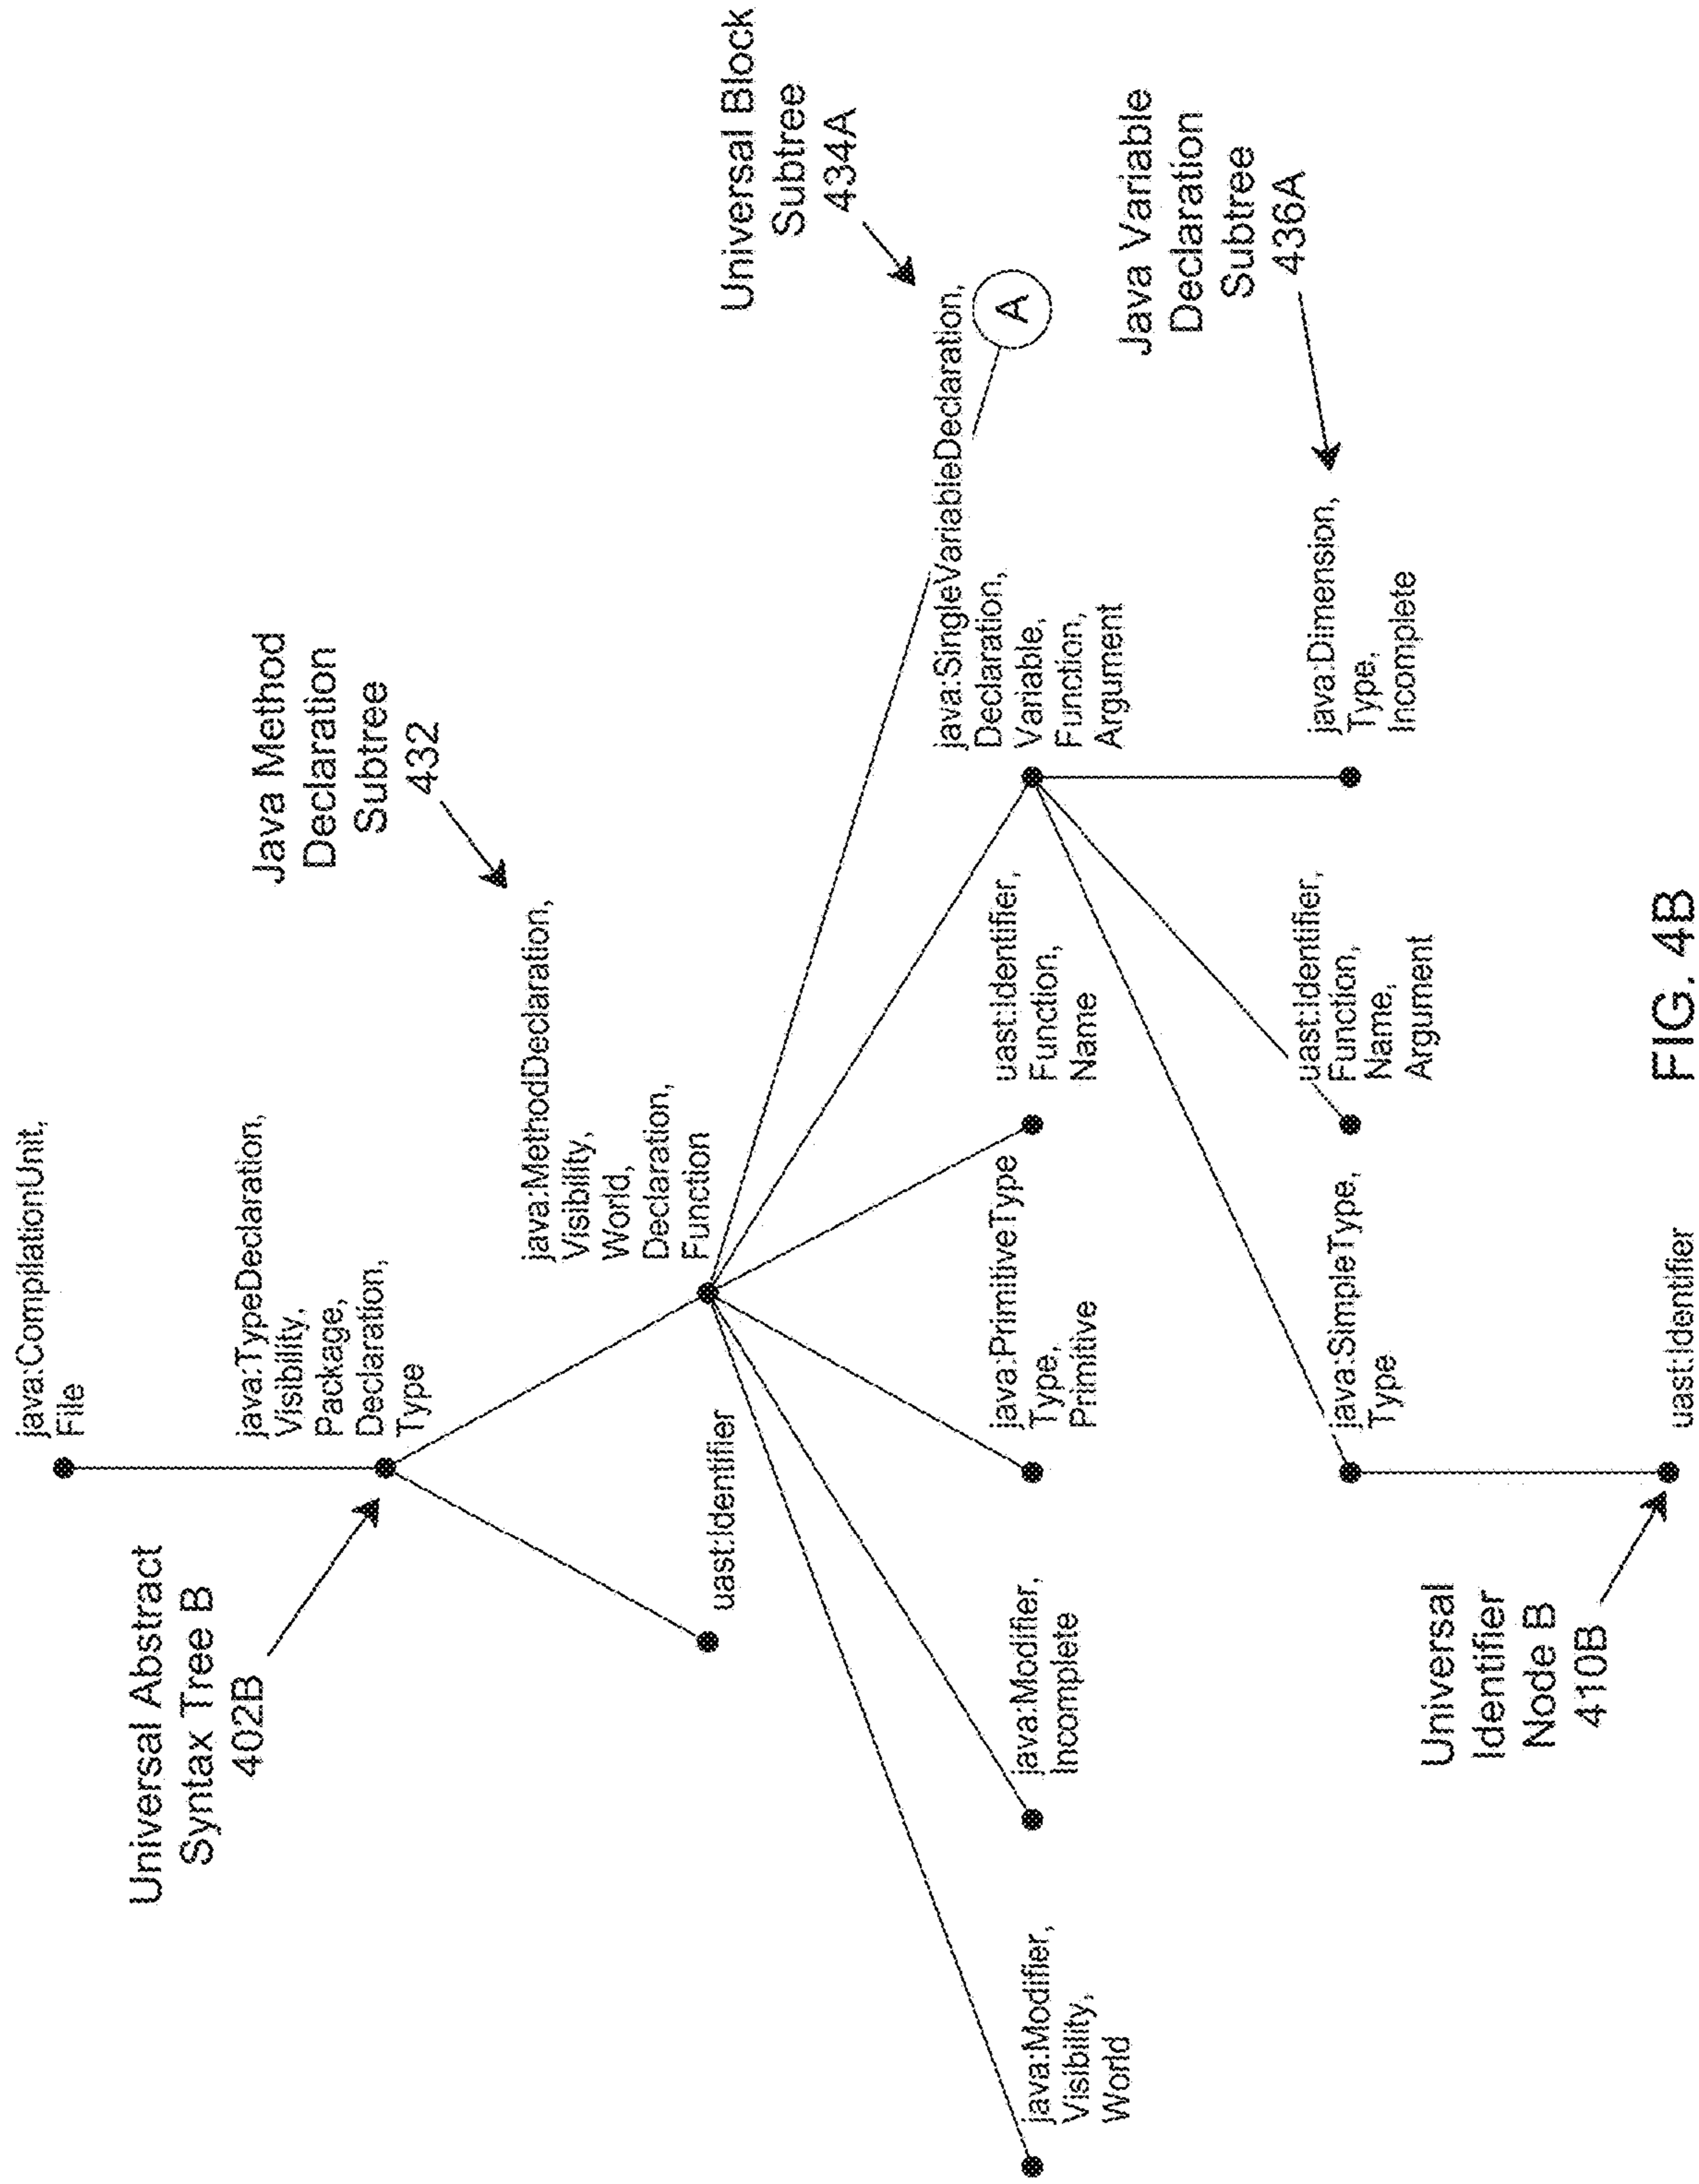 java:CompilationUnit,
File
Universal Abstract
Syntax Tree B
402B
java:TypeDeclaration,
Visibility,
Package,
Declaration,
Type
Java Method
Declaration
Subtree
432
uast:Identifier
java:MethodDeclaration,
Visibility,
World,
Declaration,
Function
Universal Block
Subtree
434A
java:Modifier,
Visibility,
World
java:Modifier,
Incomplete
java:PrimitiveType
Type,
Primitive
uast:Identifier,
Function,
Name
java:SingleVariableDeclaration,
Declaration,
Variable,
Function,
Argument
A
Java Variable
Declaration
Subtree
436A
java:SimpleType,
Type
uast:Identifier,
Function,
Name,
Argument
java:Dimension,
Type,
Incomplete
Universal
Identifier
Node B
410B
uast:Identifier
FIG. 4B